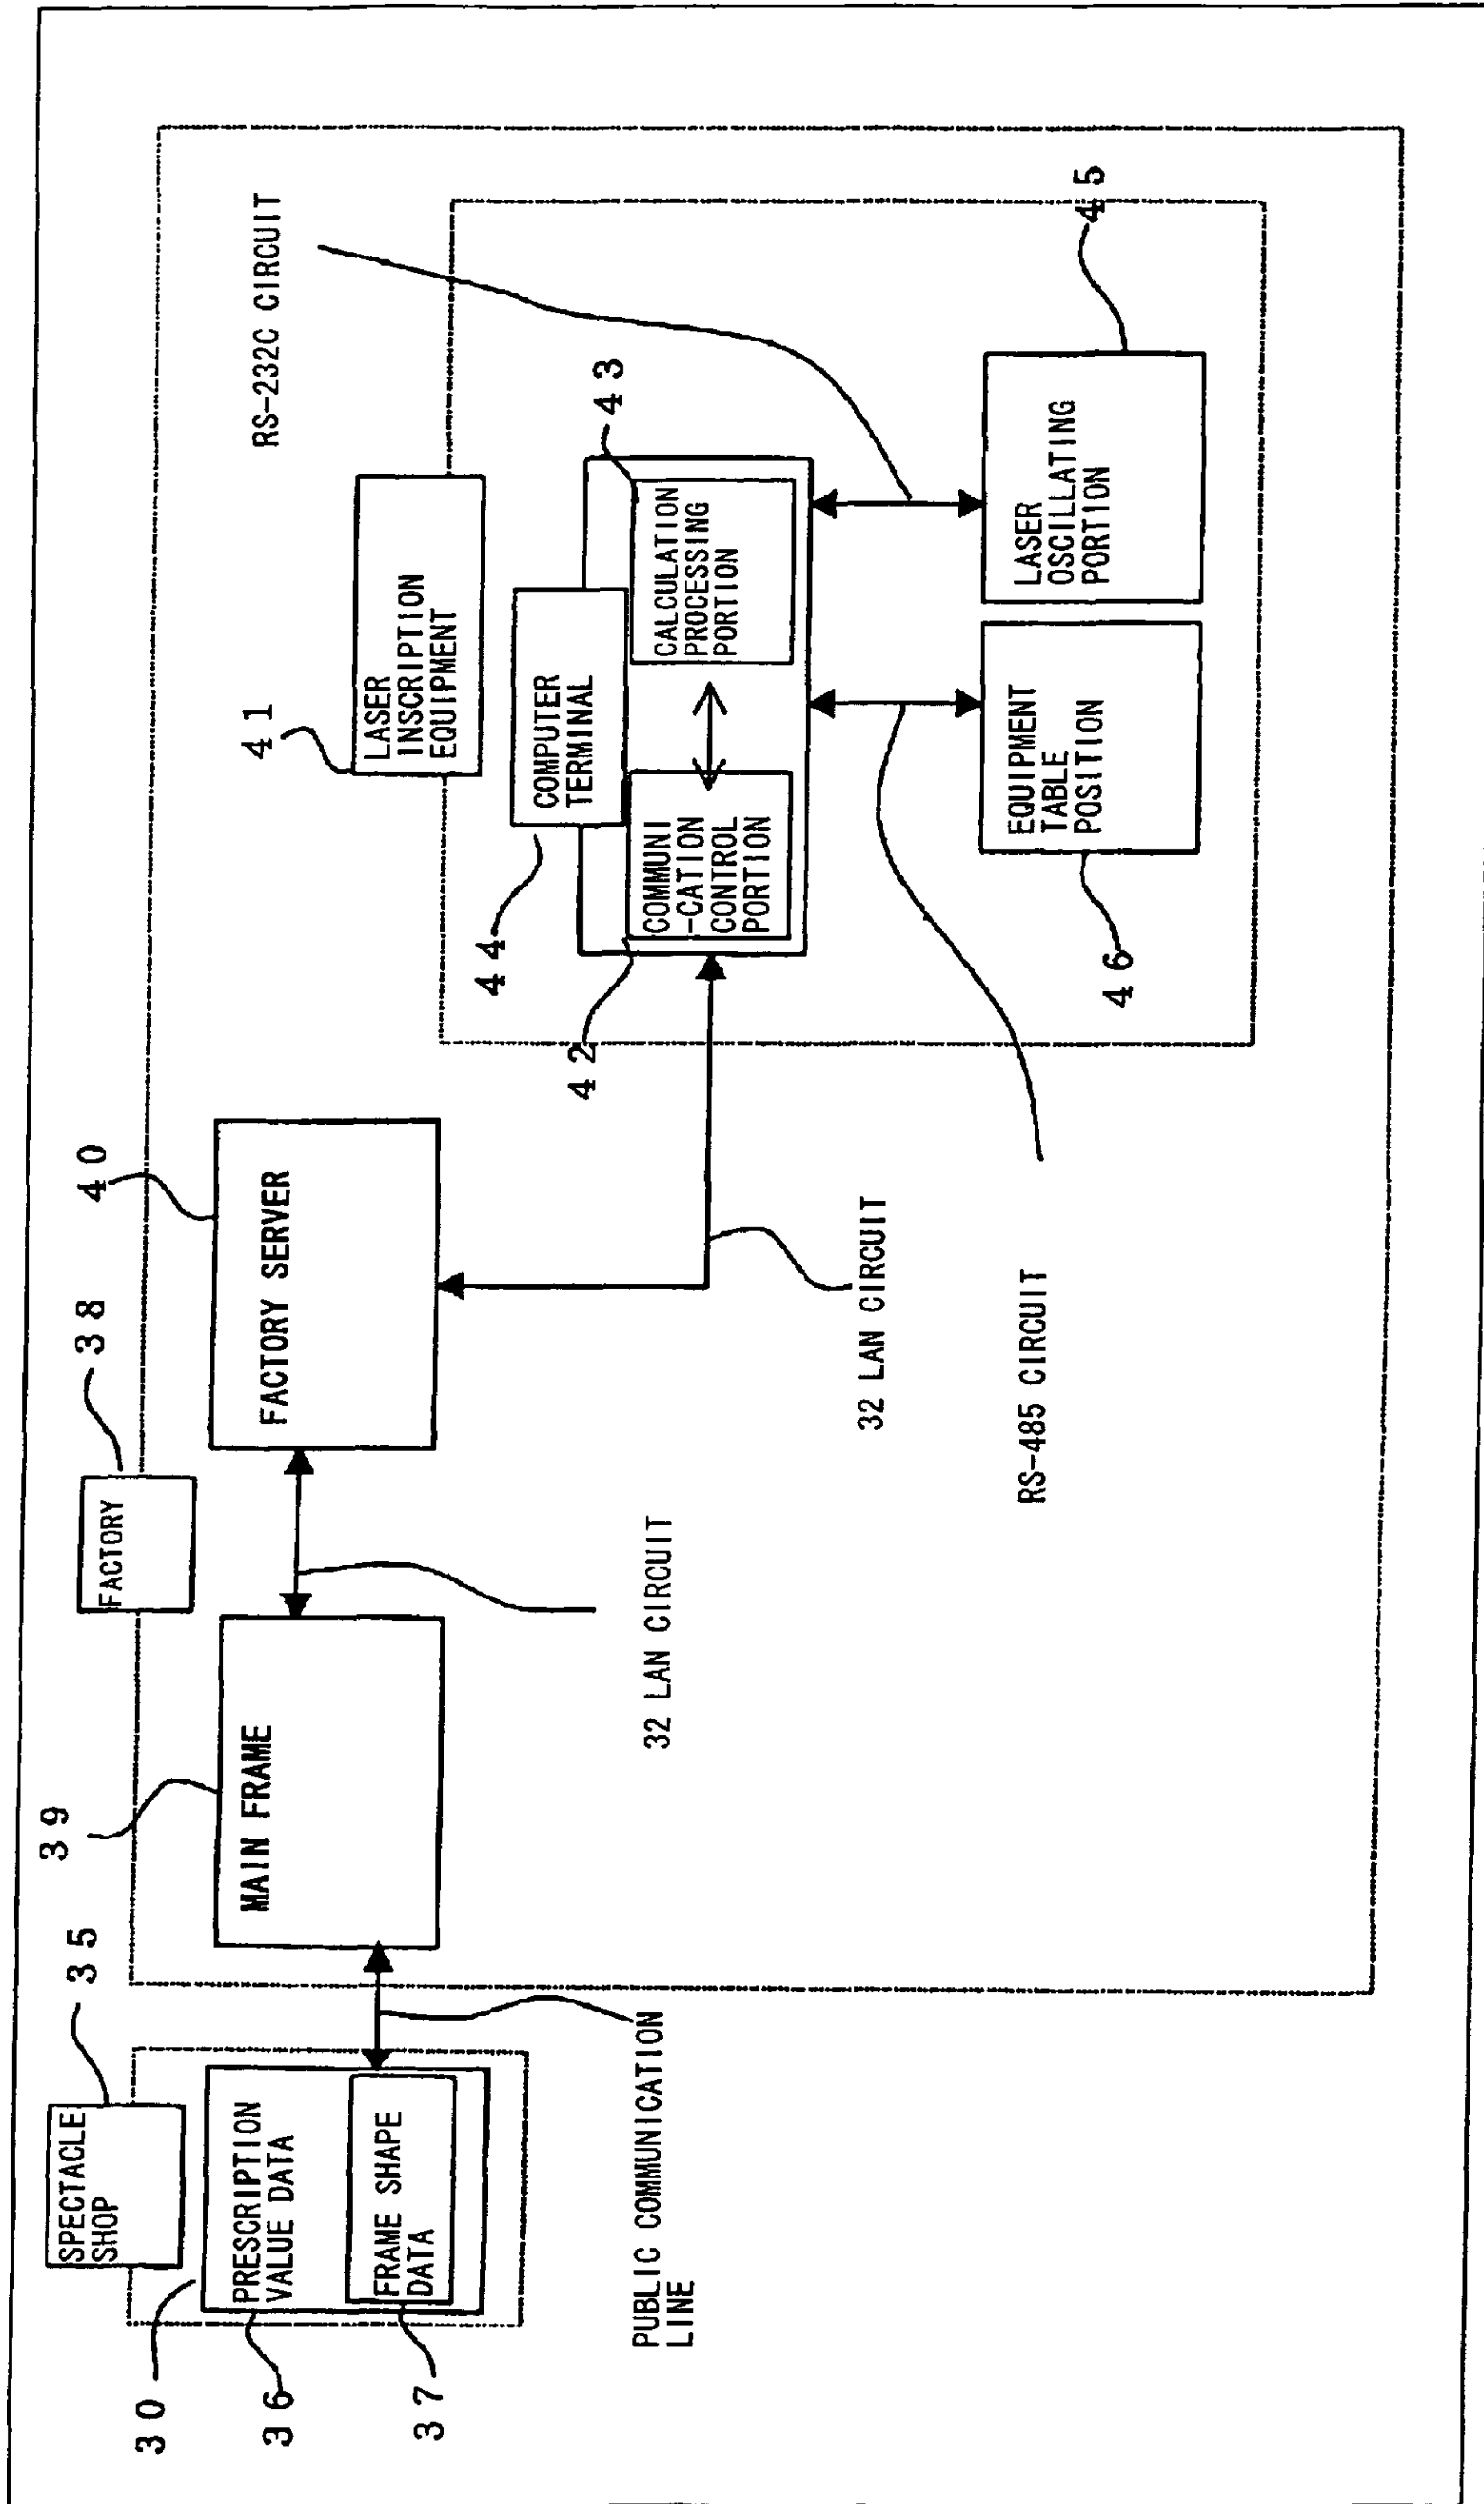 30
36
37
SPECTACLE
SHOP
35
PRESCRIPTION
VALUE DATA
FRAME SHAPE
DATA
PUBLIC COMMUNICATION
LINE
39
MAIN FRAME
32 LAN CIRCUIT
FACTORY
38
FACTORY SERVER
40
32 LAN CIRCUIT
RS-485 CIRCUIT
41
LASER
INSCRIPTION
EQUIPMENT
RS-232C CIRCUIT
44
COMPUTER
TERMINAL
42
COMMUNI
-CATION
CONTROL
PORTION
43
CALCULATION
PROCESSING
PORTION
46
EQUIPMENT
TABLE
POSITION
45
LASER
OSCILLATING
PORTION